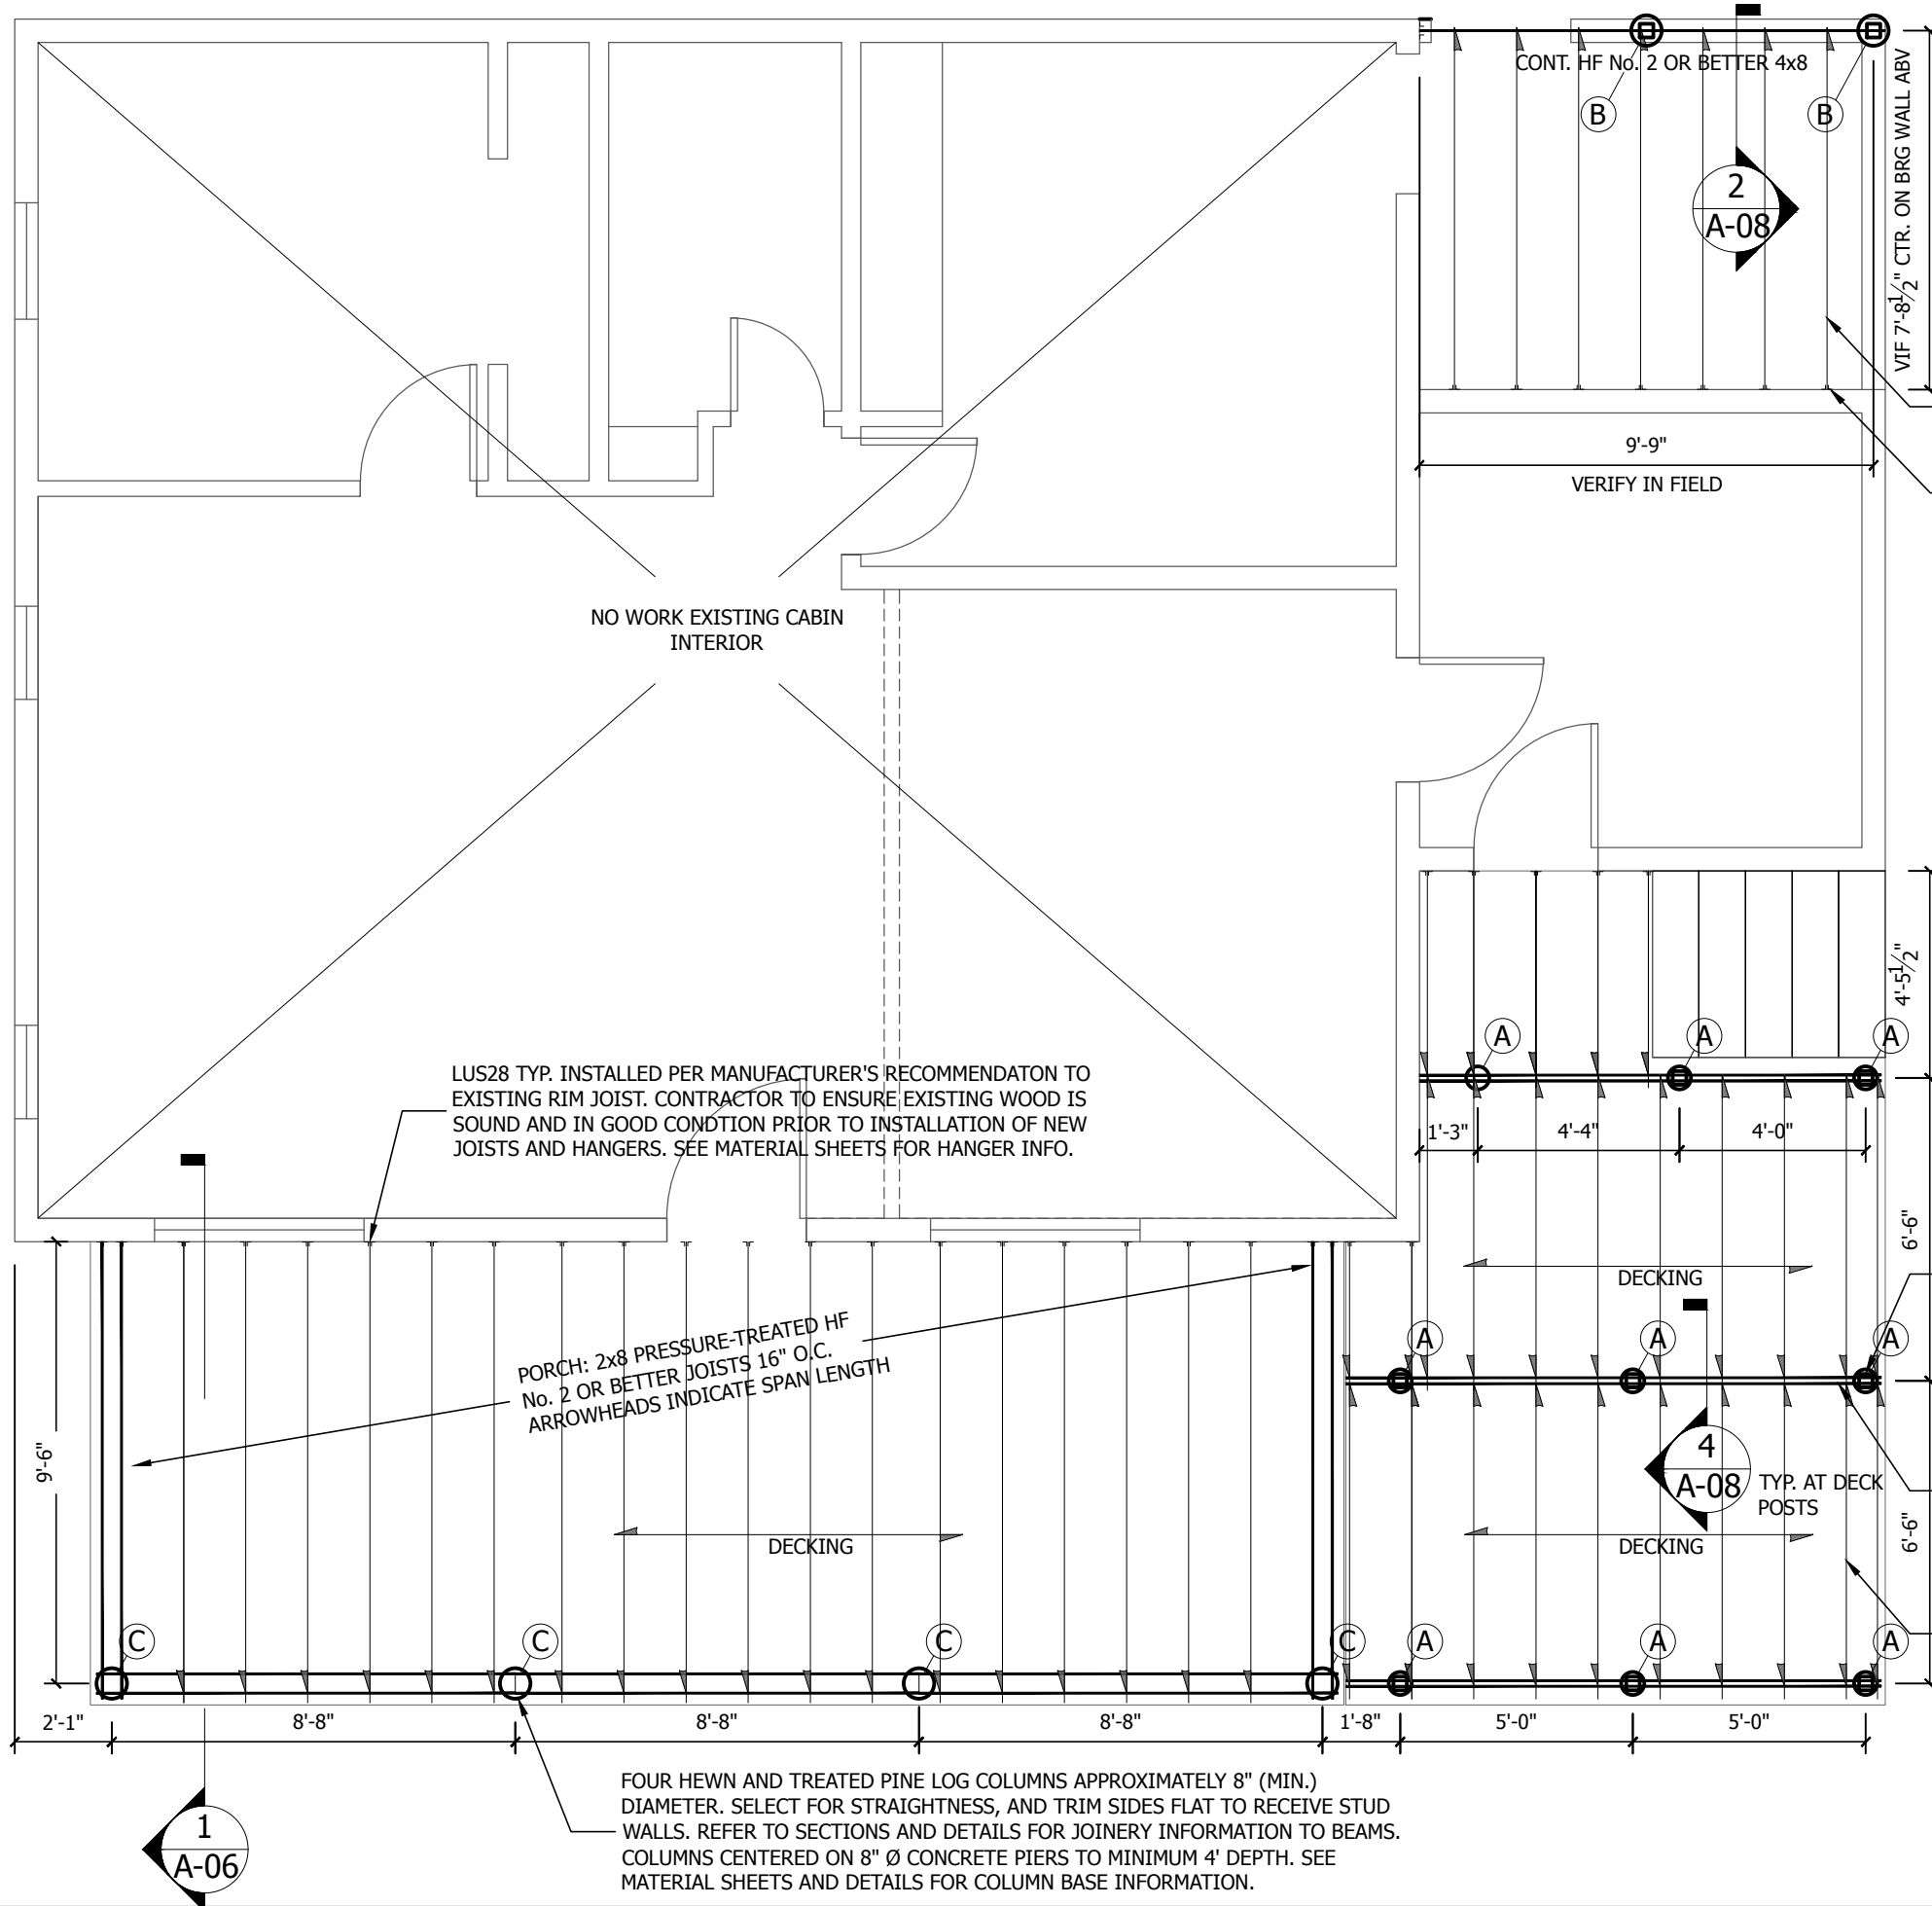 CONT. HF No. 2 OR BETTER 4x8
B
B
VIF 7'-8 1/2" CTR. ON BRG WALL ABV
2
A-08
9'-9"
VERIFY IN FIELD
NO WORK EXISTING CABIN
INTERIOR
4'-5 1/2"
A
A
A
LUS28 TYP. INSTALLED PER MANUFACTURER'S RECOMMENDATON TO
EXISTING RIM JOIST. CONTRACTOR TO ENSURE EXISTING WOOD IS
SOUND AND IN GOOD CONDTION PRIOR TO INSTALLATION OF NEW
JOISTS AND HANGERS. SEE MATERIAL SHEETS FOR HANGER INFO.
1'-3"
4'-4"
4'-0"
6'-6"
DECKING
PORCH: 2x8 PRESSURE-TREATED HF
No. 2 OR BETTER JOISTS 16" O.C.
ARROWHEADS INDICATE SPAN LENGTH
A
A
A
9'-6"
4
A-08
TYP. AT DECK
POSTS
6'-6"
DECKING
DECKING
C
C
C
C
A
A
A
2'-1"
8'-8"
8'-8"
8'-8"
1'-8"
5'-0"
5'-0"
FOUR HEWN AND TREATED PINE LOG COLUMNS APPROXIMATELY 8" (MIN.)
DIAMETER. SELECT FOR STRAIGHTNESS, AND TRIM SIDES FLAT TO RECEIVE STUD
WALLS. REFER TO SECTIONS AND DETAILS FOR JOINERY INFORMATION TO BEAMS.
COLUMNS CENTERED ON 8" Ø CONCRETE PIERS TO MINIMUM 4' DEPTH. SEE
MATERIAL SHEETS AND DETAILS FOR COLUMN BASE INFORMATION.
1
A-06